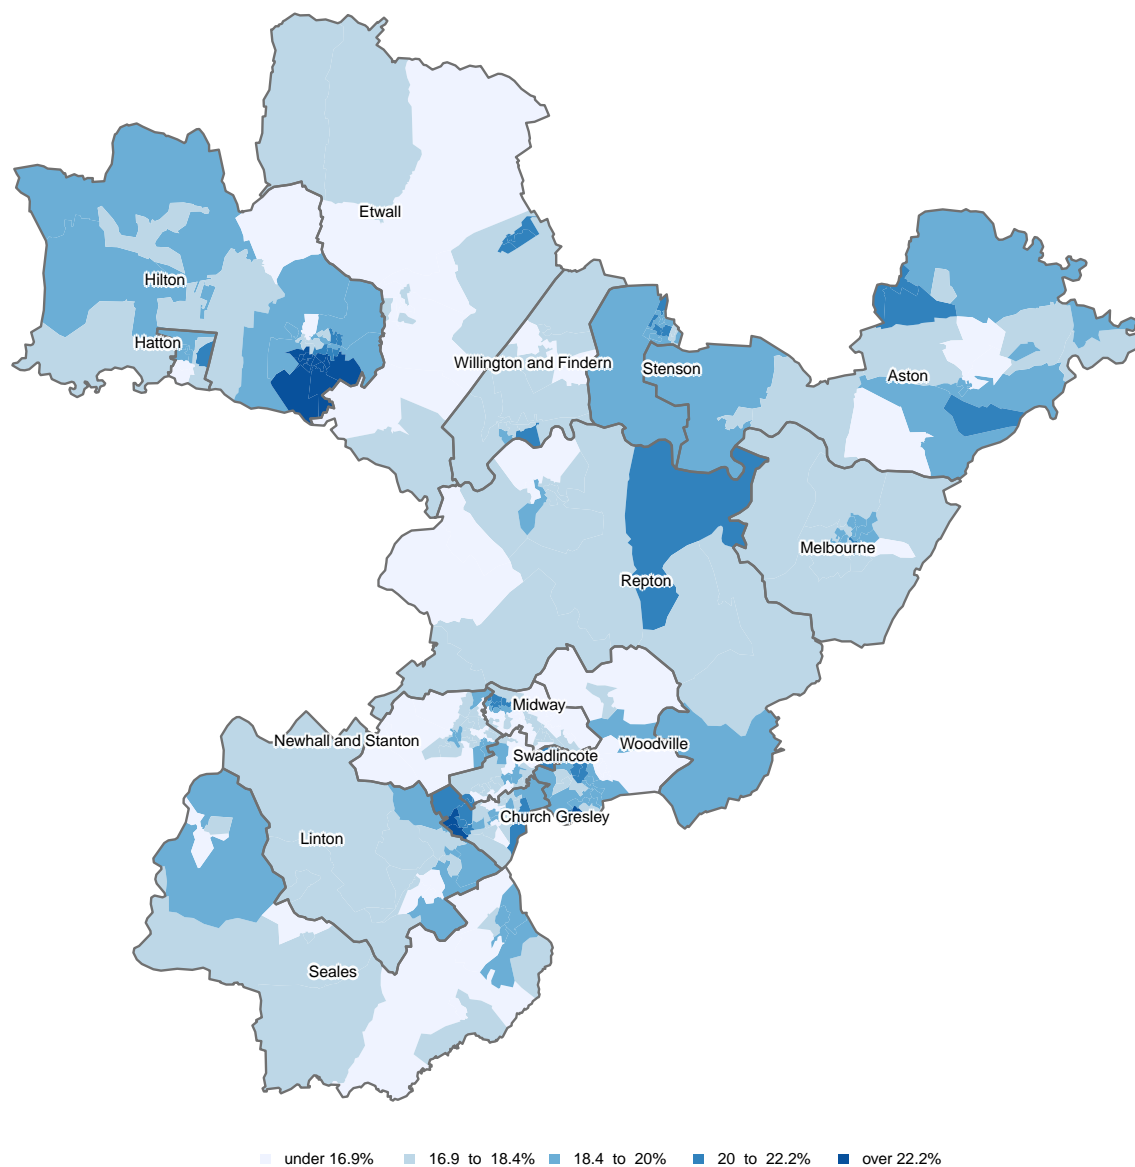 Etwall
Hilton
Hatton
Willington and Findern
Stenson
Aston
Melbourne
Repton
Midway
Newhall and Stanton
Woodville
Swadlincote
Church Gresley
Linton
Seales
under 16.9% 16.9 to 18.4% 18.4 to 20% 20 to 22.2% over 22.2%